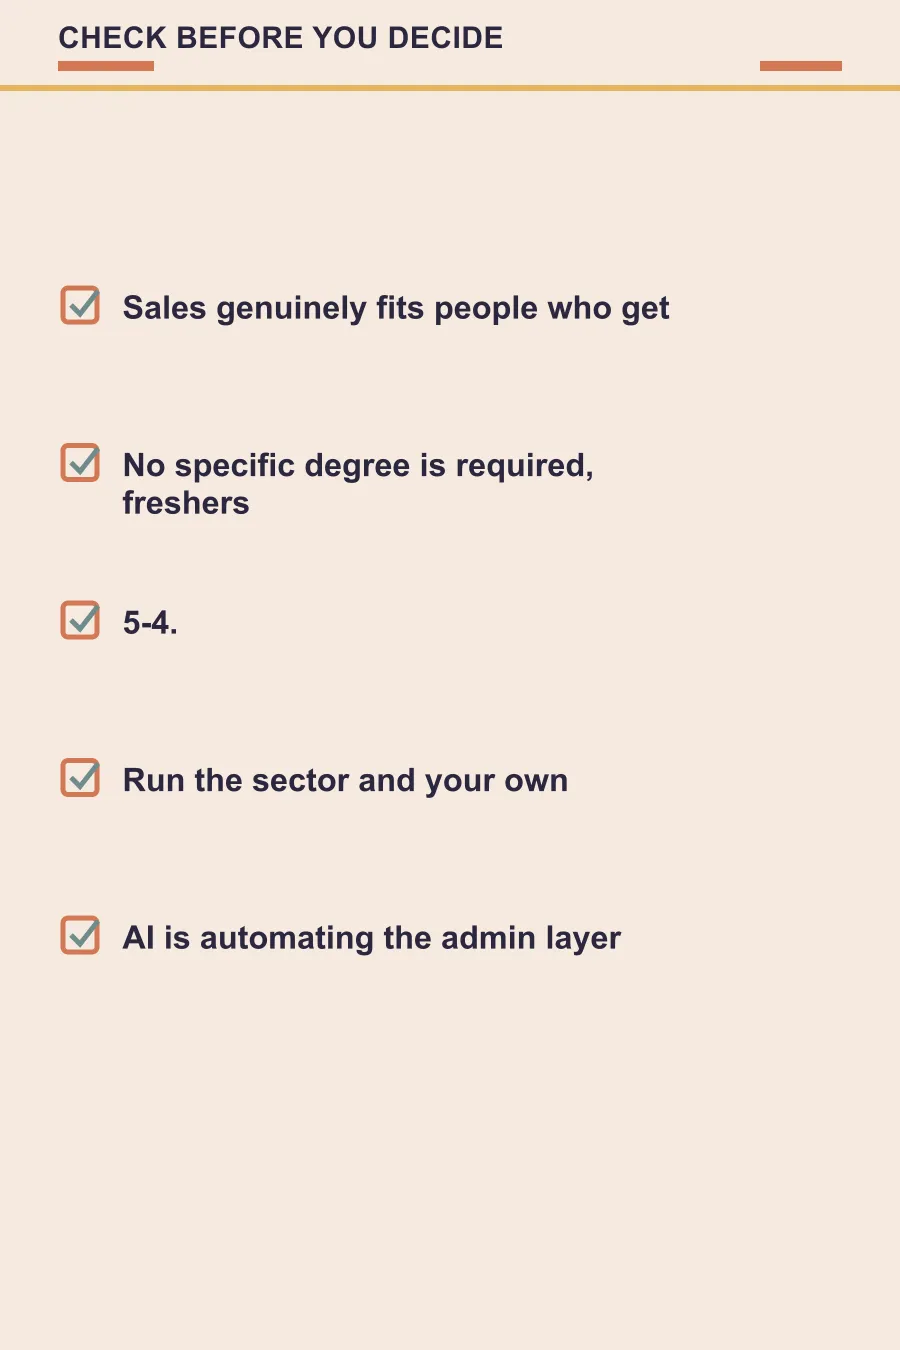 CHECK BEFORE YOU DECIDE
Sales genuinely fits people who get
No specific degree is required,
freshers
5-4.
Run the sector and your own
AI is automating the admin layer